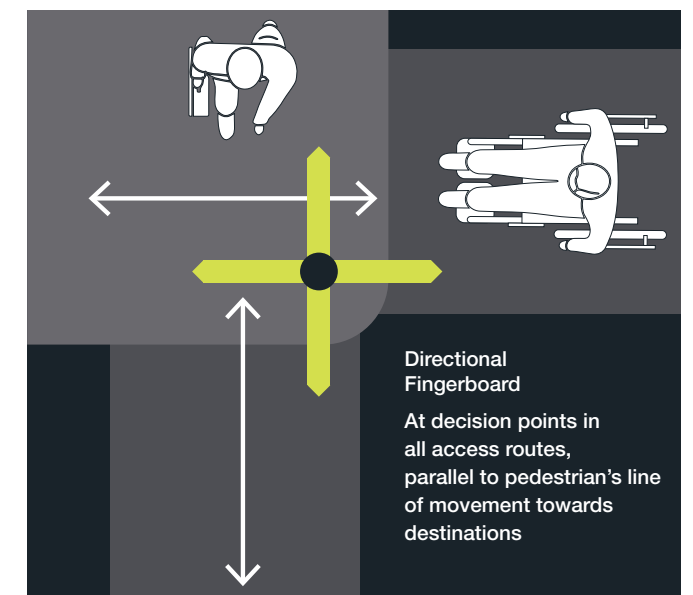 Directional
Fingerboard
At decision points in
all access routes,
parallel to pedestrian’s line
of movement towards
destinations